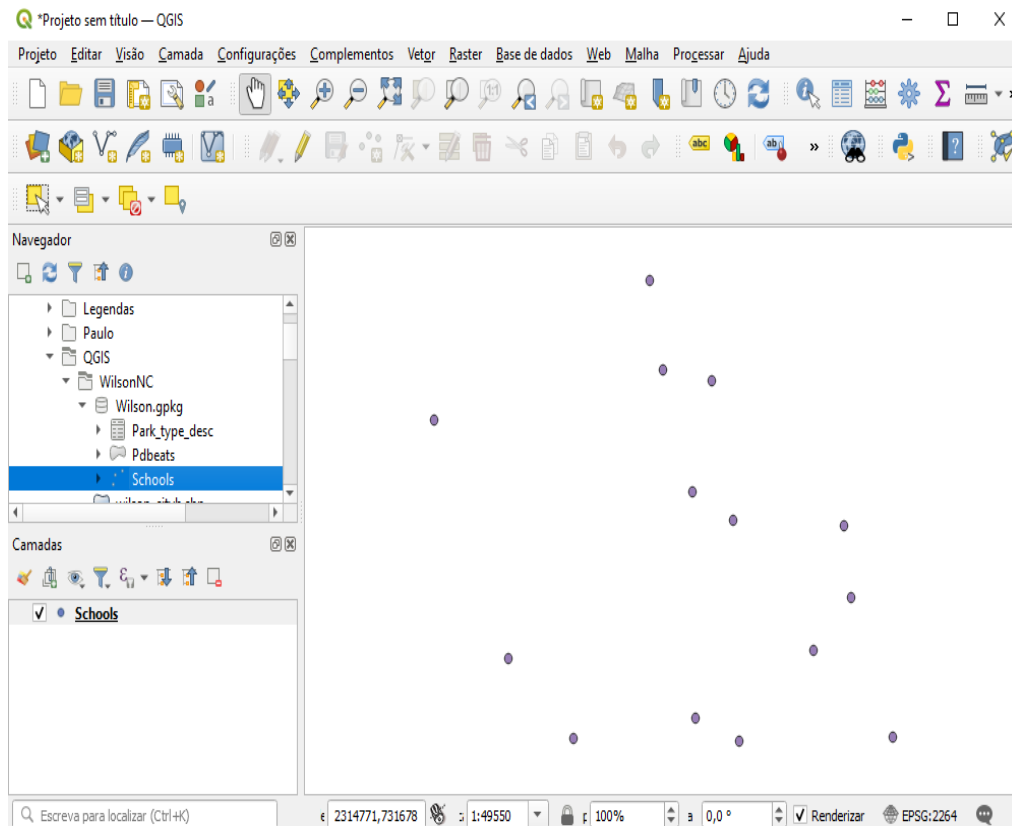 *Projeto sem título — QGIS
Projeto Editar Visão Camada Configurações Complementos Vetor Raster Base de dados Web Malha Processar Ajuda
Navegador
Legendas
Paulo
QGIS
WilsonNC
Wilson.gpkg
Park_type_desc
Pdbeats
Schools
Camadas
Schools
Escreva para localizar (Ctrl+K) 2314771,731678 1:49550 100% 0,0 ° Renderizar EPSG:2264